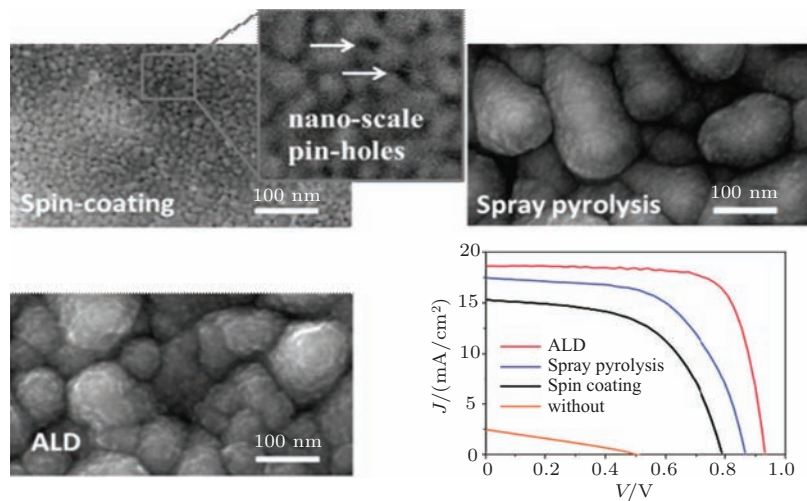 nano-scale
pin-holes
Spin-coating
100 nm
Spray pyrolysis
100 nm
ALD
100 nm
J/(mA/cm²)
20
15
10
5
0
ALD
Spray pyrolysis
Spin coating
without
0
0.2
0.4
0.6
0.8
1.0
V/V